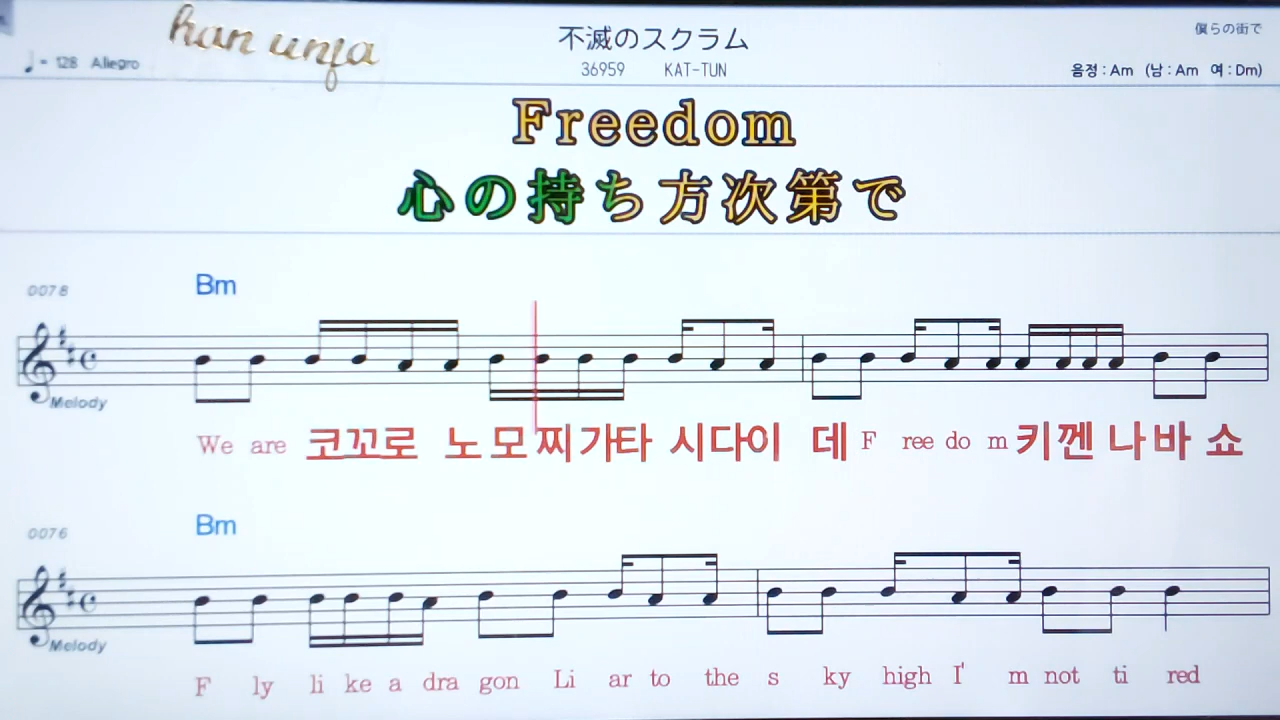 han unja
不滅のスクラム
僕らの街で
♩= 128 Allegro
36959 KAT-TUN
음정 : Am (남 : Am 여 : Dm)
Freedom
心の持ち方次第で
0078
Bm
Melody
We are 코꼬로 노 모 찌 가타 시다이 데 F ree do m 키 껜 나 바 쇼
0076
Bm
Melody
F ly li ke a dra gon Li ar to the s ky high I' m not ti red